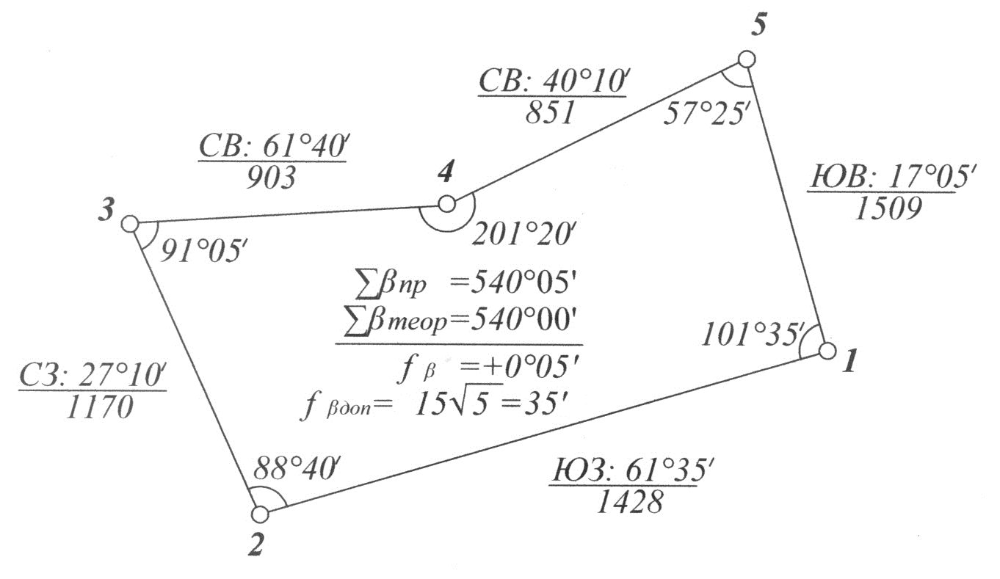 5
СВ: 40°10'
851
57°25'
СВ: 61°40'
903
4
ЮВ: 17°05'
1509
3
91°05'
201°20'
∑βпр =540°05'
∑βтеор=540°00'
f β =+0°05'
f βдоп= 15√5 =35'
101°35'
1
СЗ: 27°10'
1170
88°40'
ЮЗ: 61°35'
1428
2